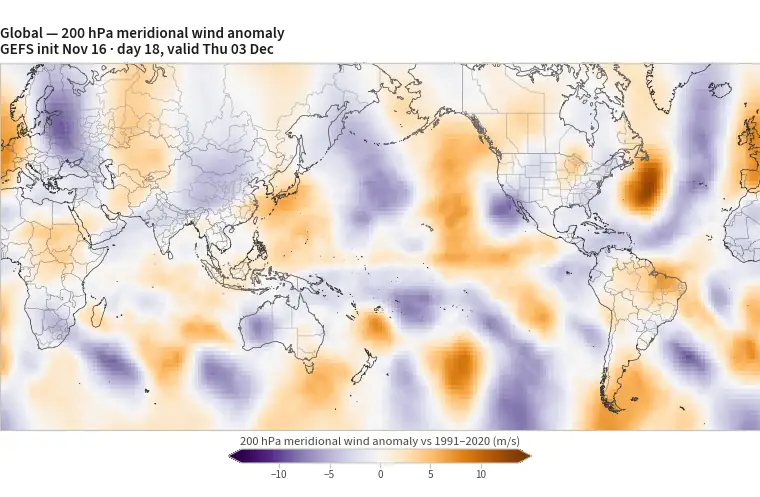 Global — 200 hPa meridional wind anomaly
GEFS init Nov 16 · day 18, valid Thu 03 Dec
200 hPa meridional wind anomaly vs 1991–2020 (m/s)
−10 −5 0 5 10